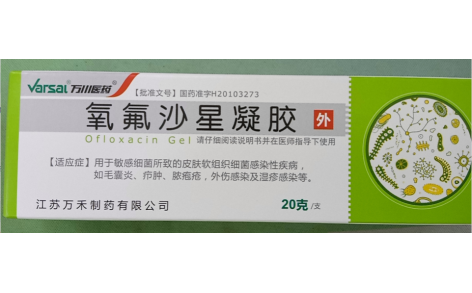 Varsal 万川医药
【批准文号】国药准字H20103273
氧氟沙星凝胶 外
Ofloxacin Gel 请仔细阅读说明书并在医师指导下使用
【适应症】用于敏感细菌所致的皮肤软组织细菌感染性疾病,
如毛囊炎、疖肿、脓疱疮，外伤感染及湿疹感染等。
江苏万禾制药有限公司
20克/支